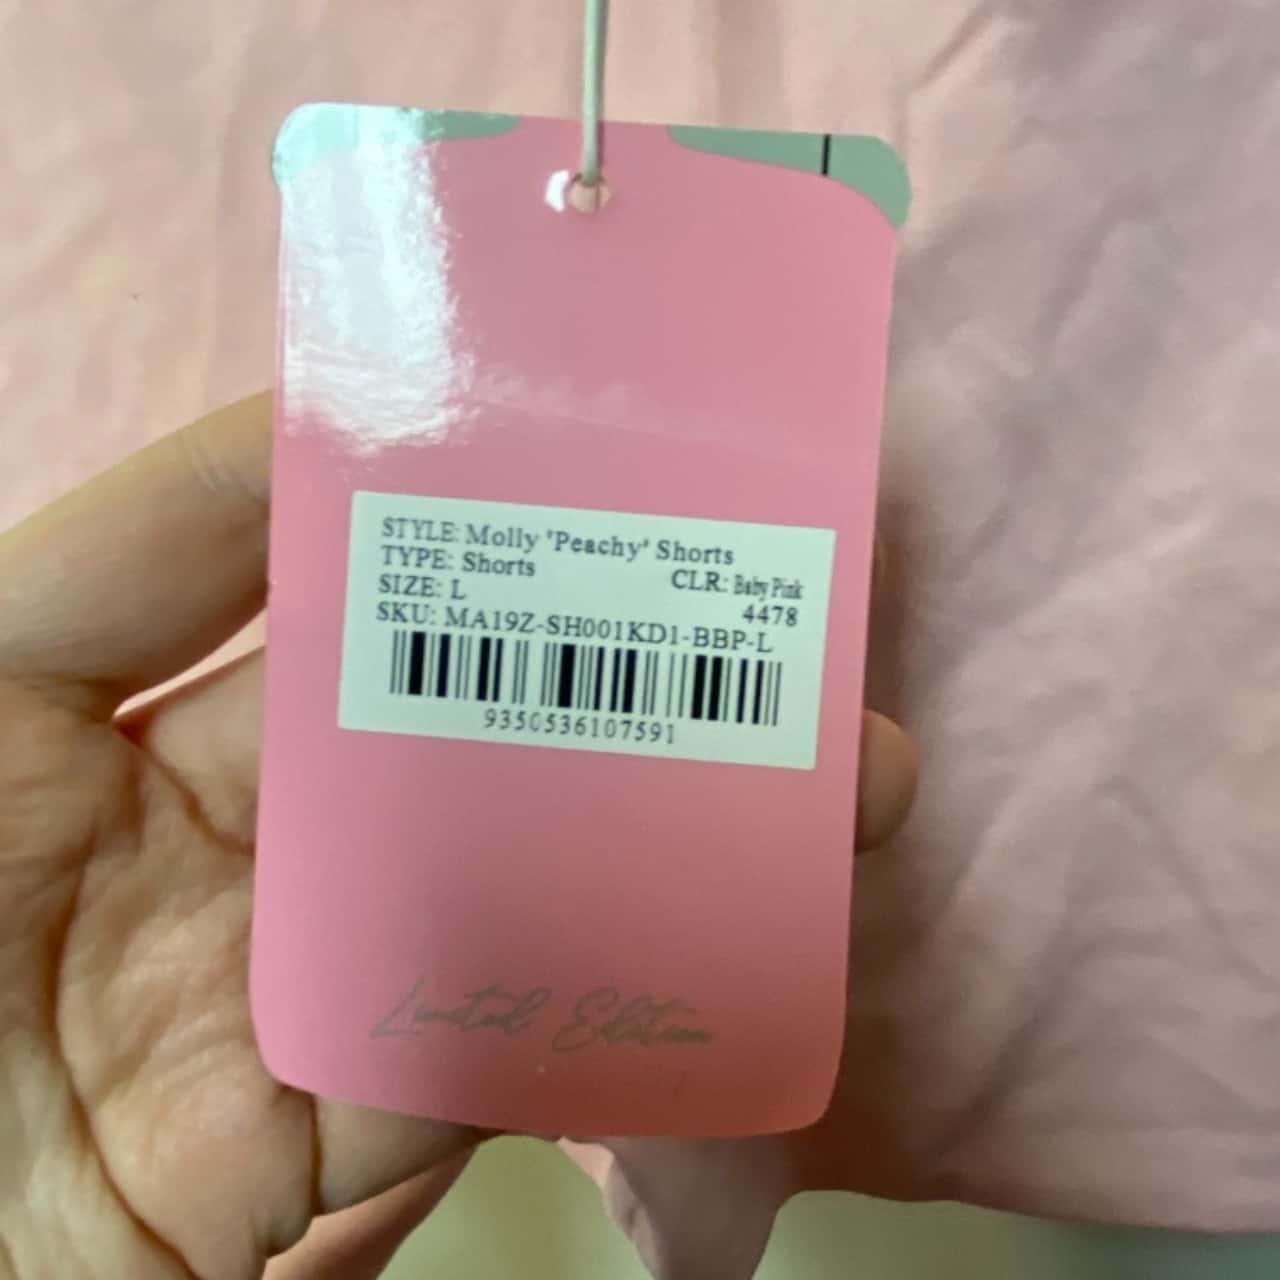 STYLE: Molly 'Peachy' Shorts
TYPE: Shorts CLR: Baby Pink
SIZE: L 4478
SKU: MA19Z-SH001KD1-BBP-L
9350536107591
Limited Edition